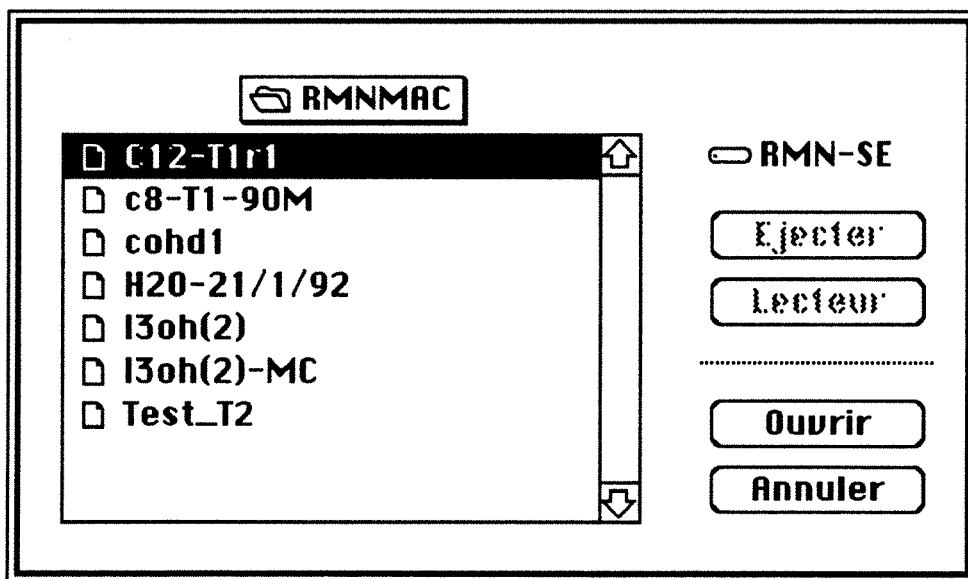 RMNMAC
C12-T1r1
c8-T1-90M
cohd1
H20-21/1/92
l3oh(2)
l3oh(2)-MC
Test_T2
RMN-SE
Ejecter
Lecteur
Ouvrir
Annuler